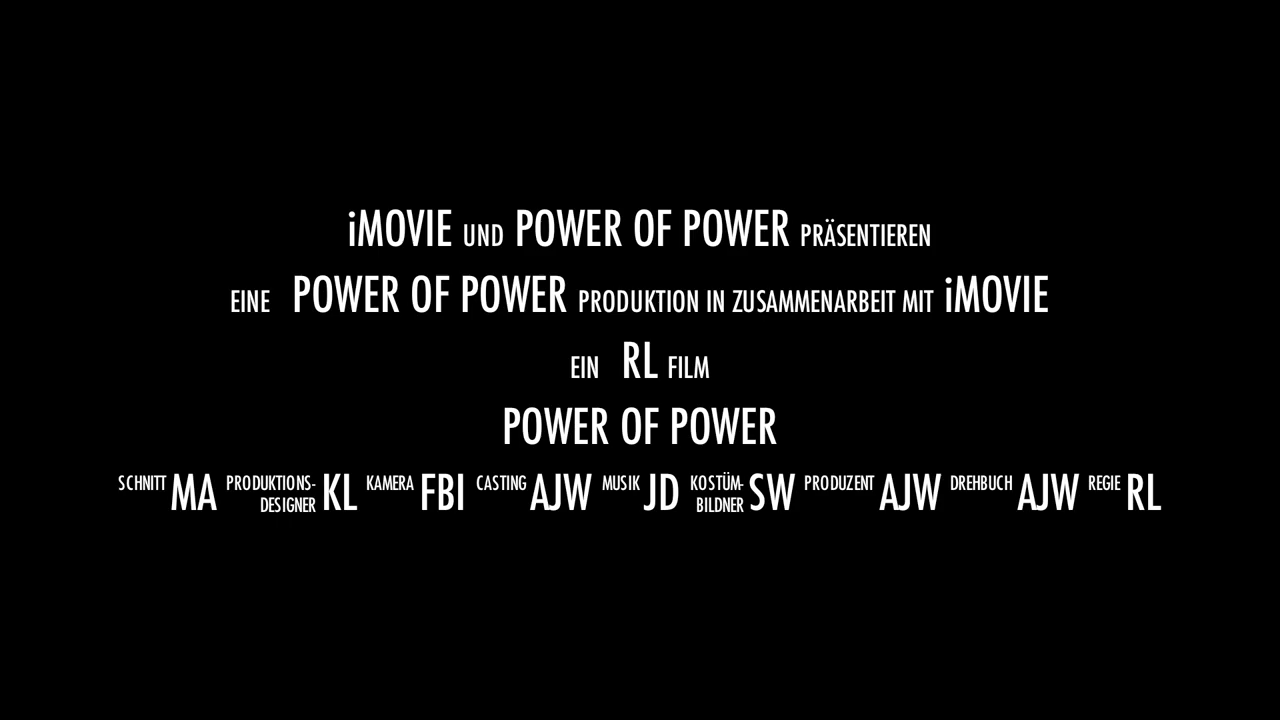 iMOVIE UND POWER OF POWER PRÄSENTIEREN
EINE POWER OF POWER PRODUKTION IN ZUSAMMENARBEIT MIT iMOVIE
EIN RL FILM
POWER OF POWER
SCHNITT MA PRODUKTIONS-DESIGNER KL KAMERA FBI CASTING AJW MUSIK JD KOSTÜM-BILDNER SW PRODUZENT AJW DREHBUCH AJW REGIE RL